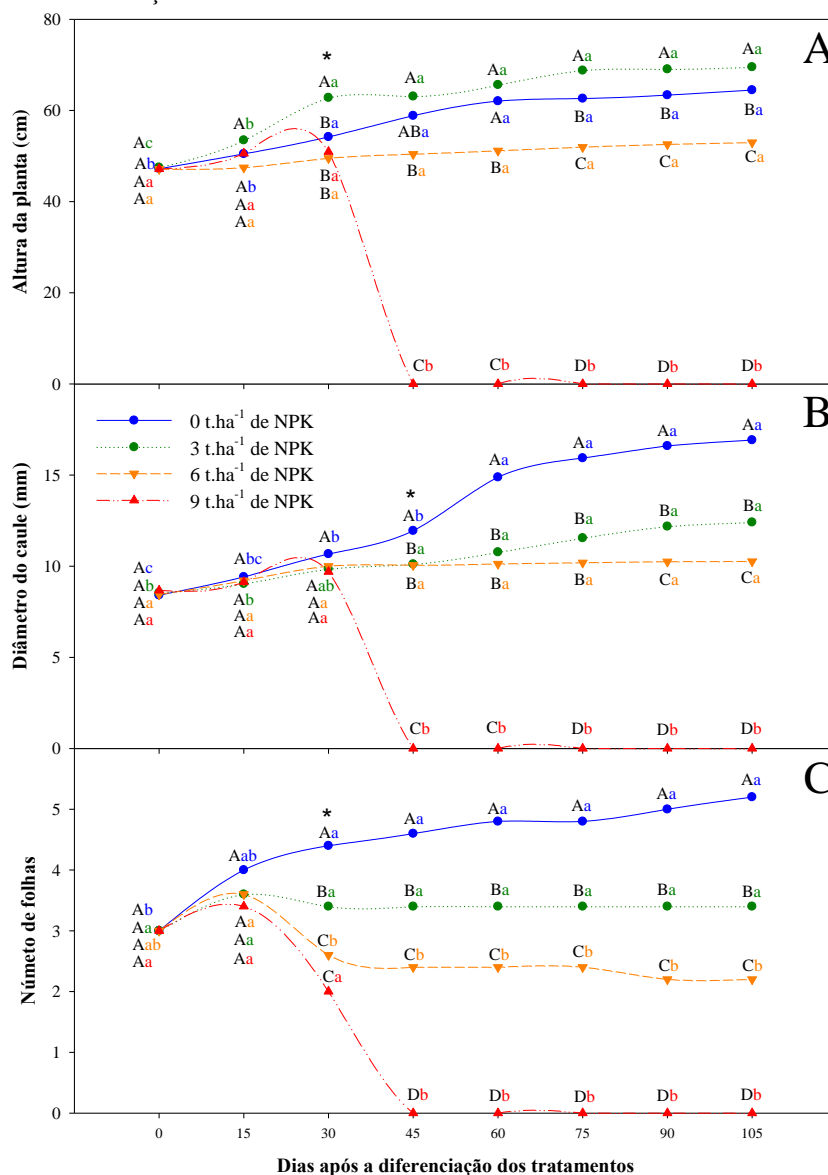 80
A
Altura da planta (cm)
*
Aa Aa Aa Aa Aa Aa
Ab Ba
60
ABa Aa Ba Ba Ba
Ac
Ab
Aa
Aa
Ab
Aa
Aa
Ba
Ba
Ba Ba Ca Ca Ca
40
20
0
Cb Cb Db Db Db
B
Diâmetro do caule (mm)
0 t.ha⁻¹ de NPK
3 t.ha⁻¹ de NPK
6 t.ha⁻¹ de NPK
9 t.ha⁻¹ de NPK
15
*
Aa Aa Aa Aa
Abc Ab Ab
Ba Ba Ba Ba Ba
10
Ac
Ab
Aa
Aa
Ab
Aa
Aa
Aab
Aa
Aa
Ba Ba Ba Ca Ca
5
0
Cb Cb Db Db Db
C
Númeto de folhas
5
*
Aab Aa Aa Aa Aa Aa Aa
4
Ba Ba Ba Ba Ba Ba
3
Ab
Aa
Aab
Aa
Aa
Aa
Aa
Cb Cb Cb Cb Cb Cb
2
Ca
1
0
Db Db Db Db Db
0 15 30 45 60 75 90 105
Dias após a diferenciação dos tratamentos